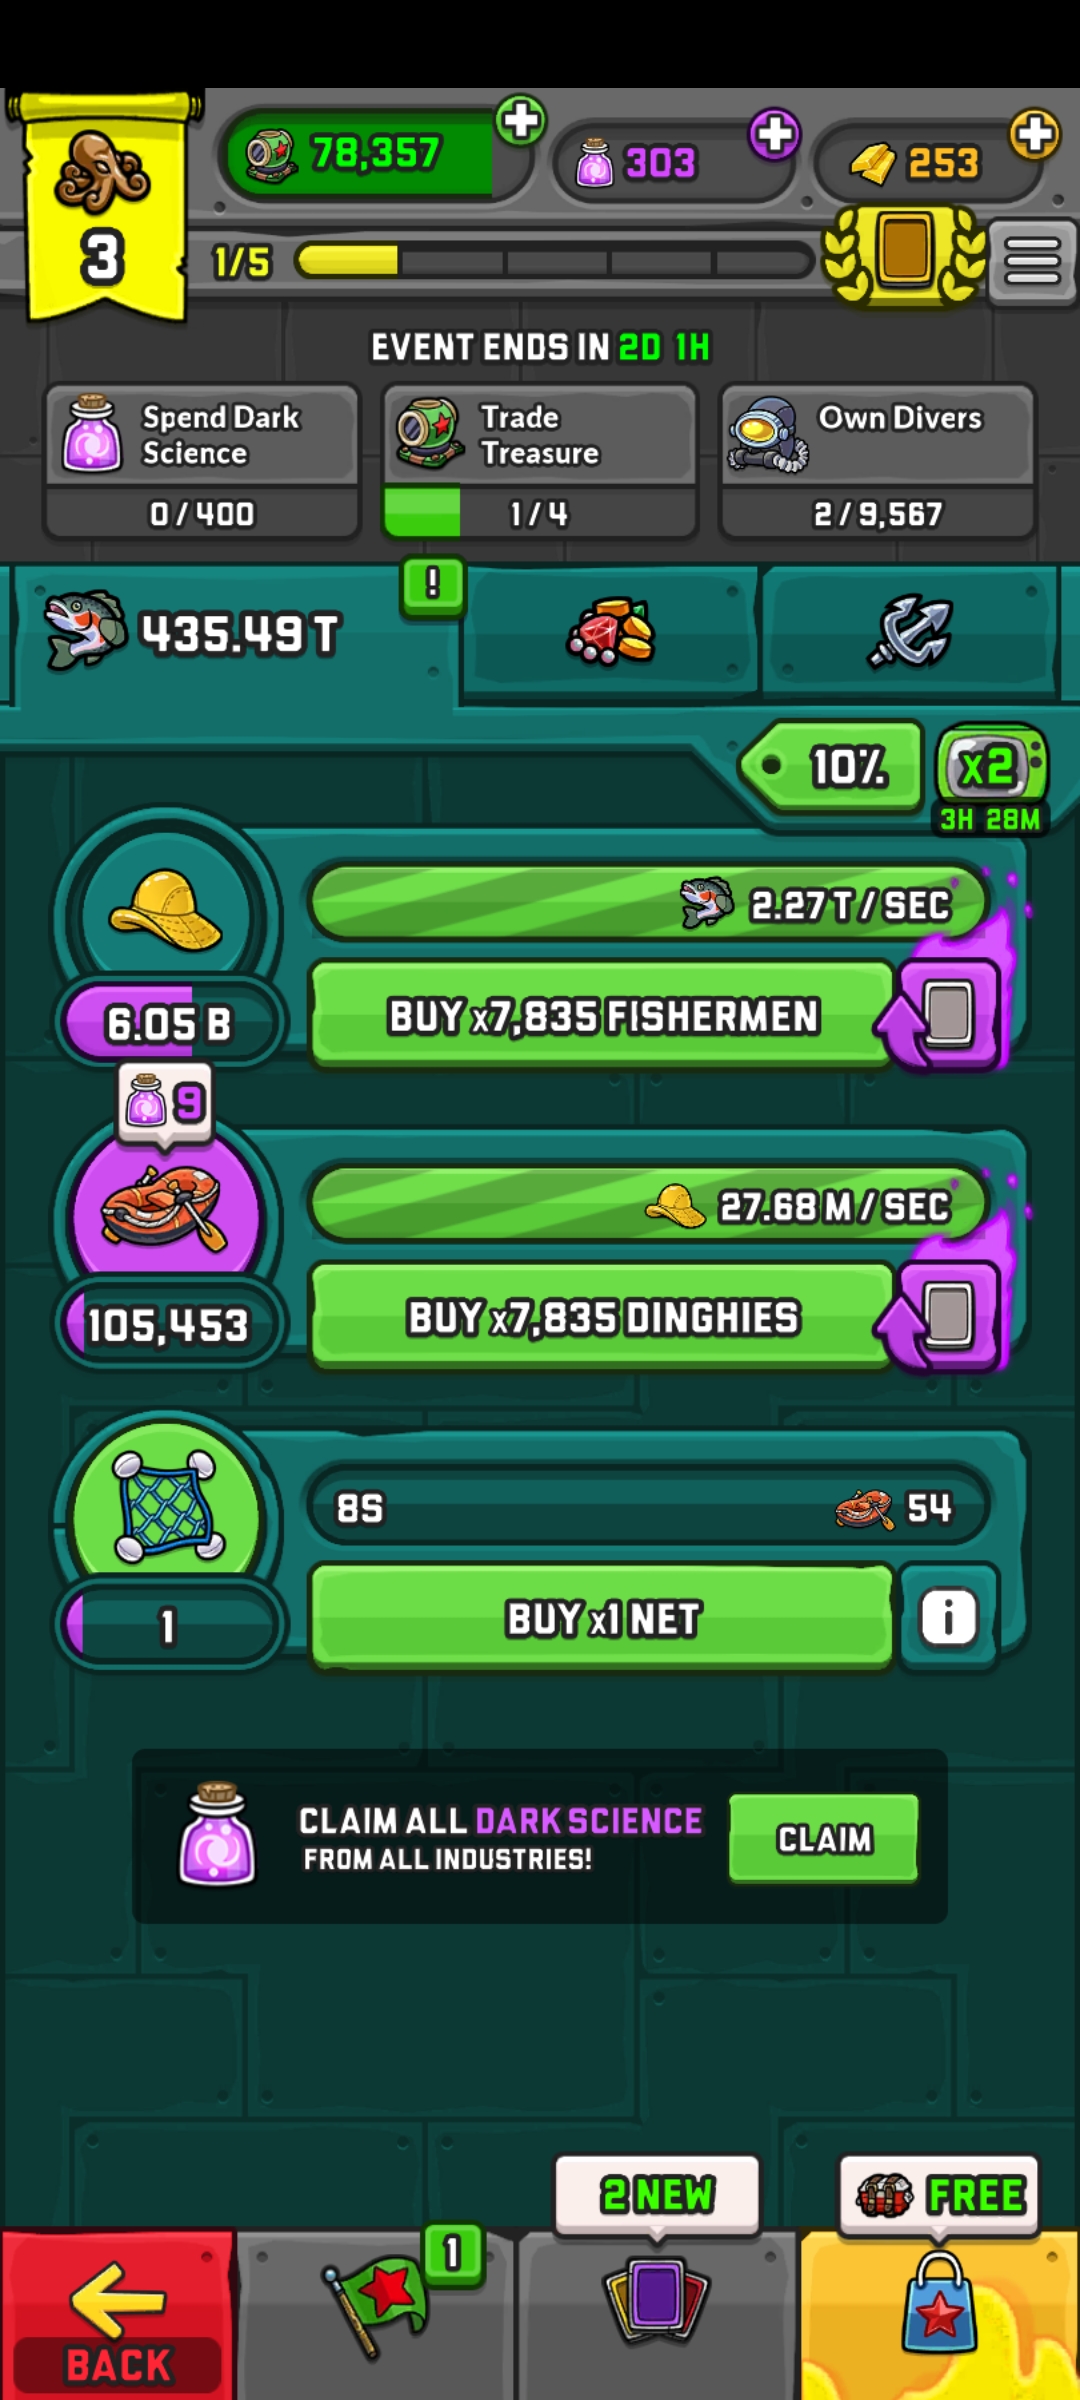 78,357
303
253
3
1/5
EVENT ENDS IN 2D 1H
Spend Dark
Science
0/400
Trade
Treasure
1/4
Own Divers
2/9,567
435.49 T
!
10%
x2
3H 28M
2.27 T / SEC
6.05 B
BUY x7,835 FISHERMEN
9
27.68 M / SEC
105,453
BUY x7,835 DINGHIES
8S
54
1
BUY x1 NET
i
CLAIM ALL DARK SCIENCE
FROM ALL INDUSTRIES!
CLAIM
2 NEW
FREE
1
BACK